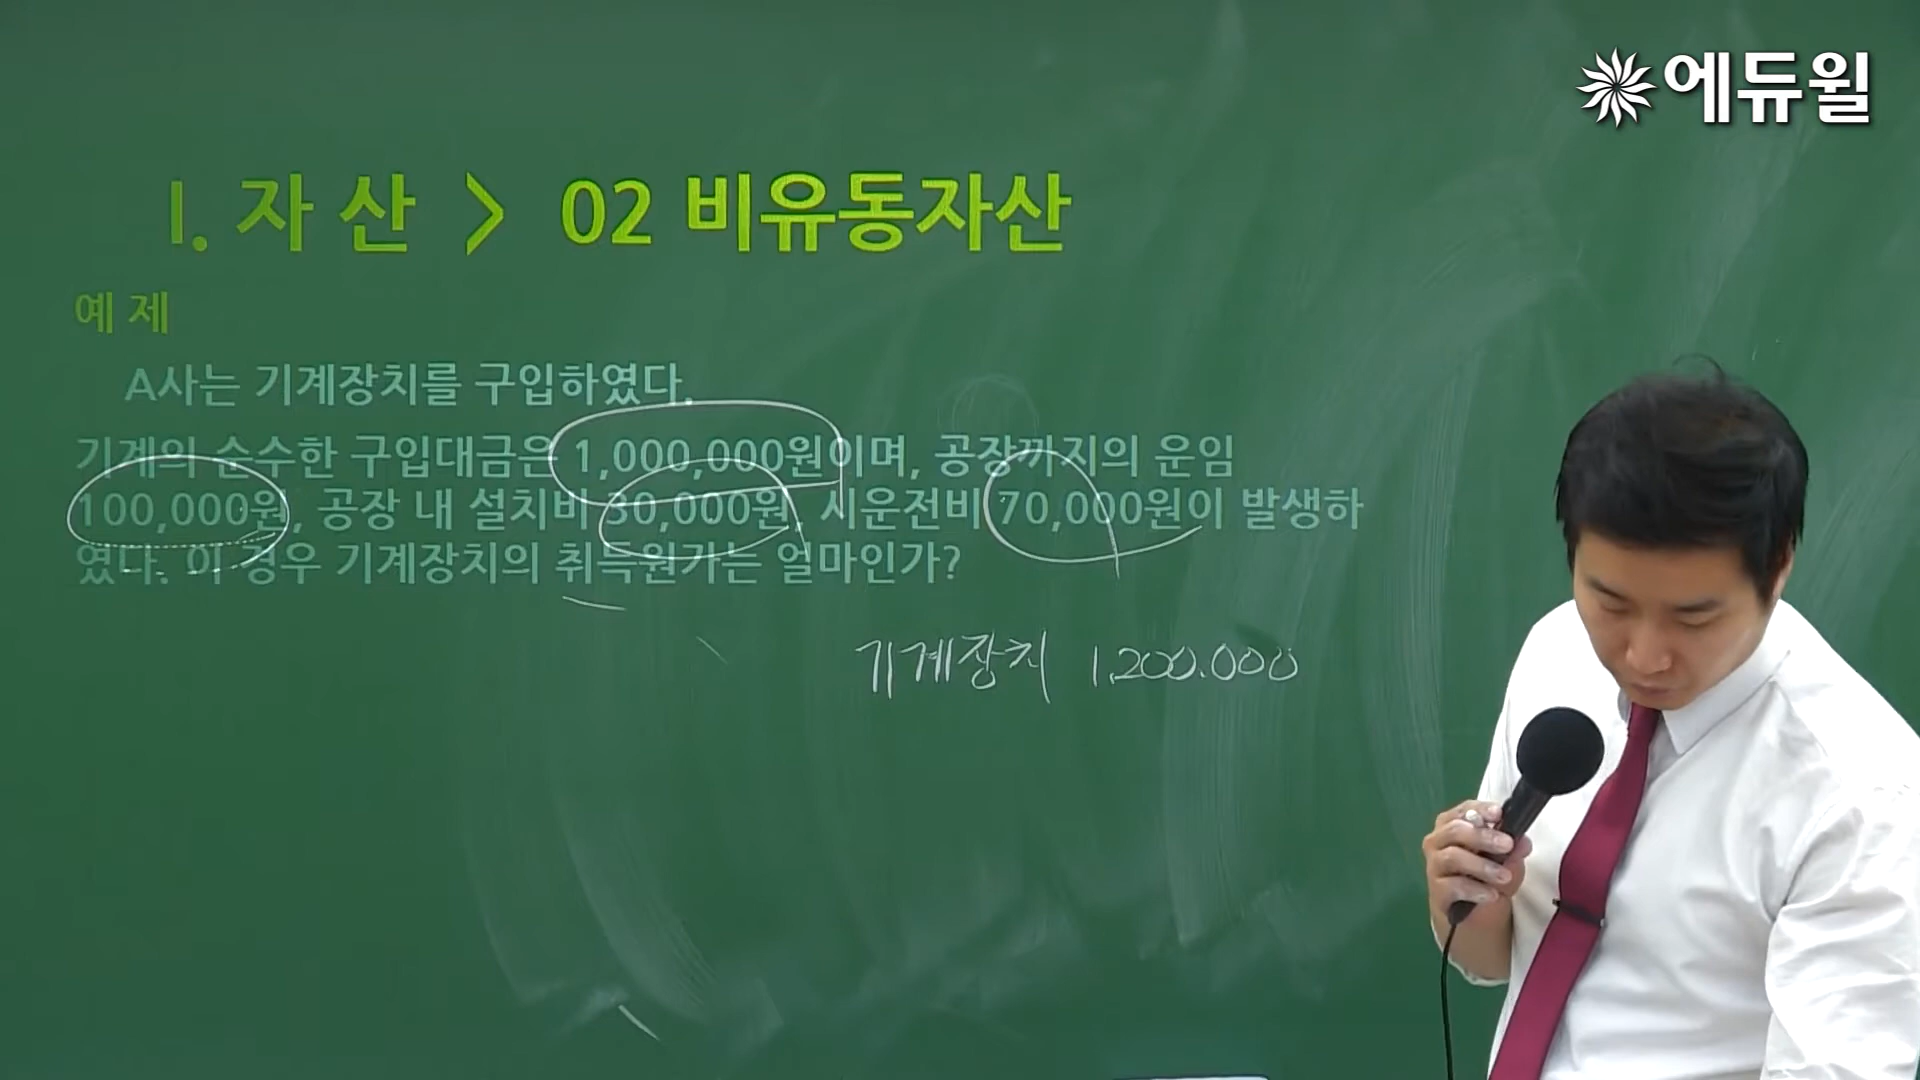 에듀윌
I. 자 산 > 02 비유동자산
예 제
A사는 기계장치를 구입하였다.
기계의 순수한 구입대금은 1,000,000원이며, 공장까지의 운임
100,000원, 공장 내 설치비 30,000원, 시운전비 70,000원이 발생하
였다. 이 경우 기계장치의 취득원가는 얼마인가?
기계장치 1,200,000